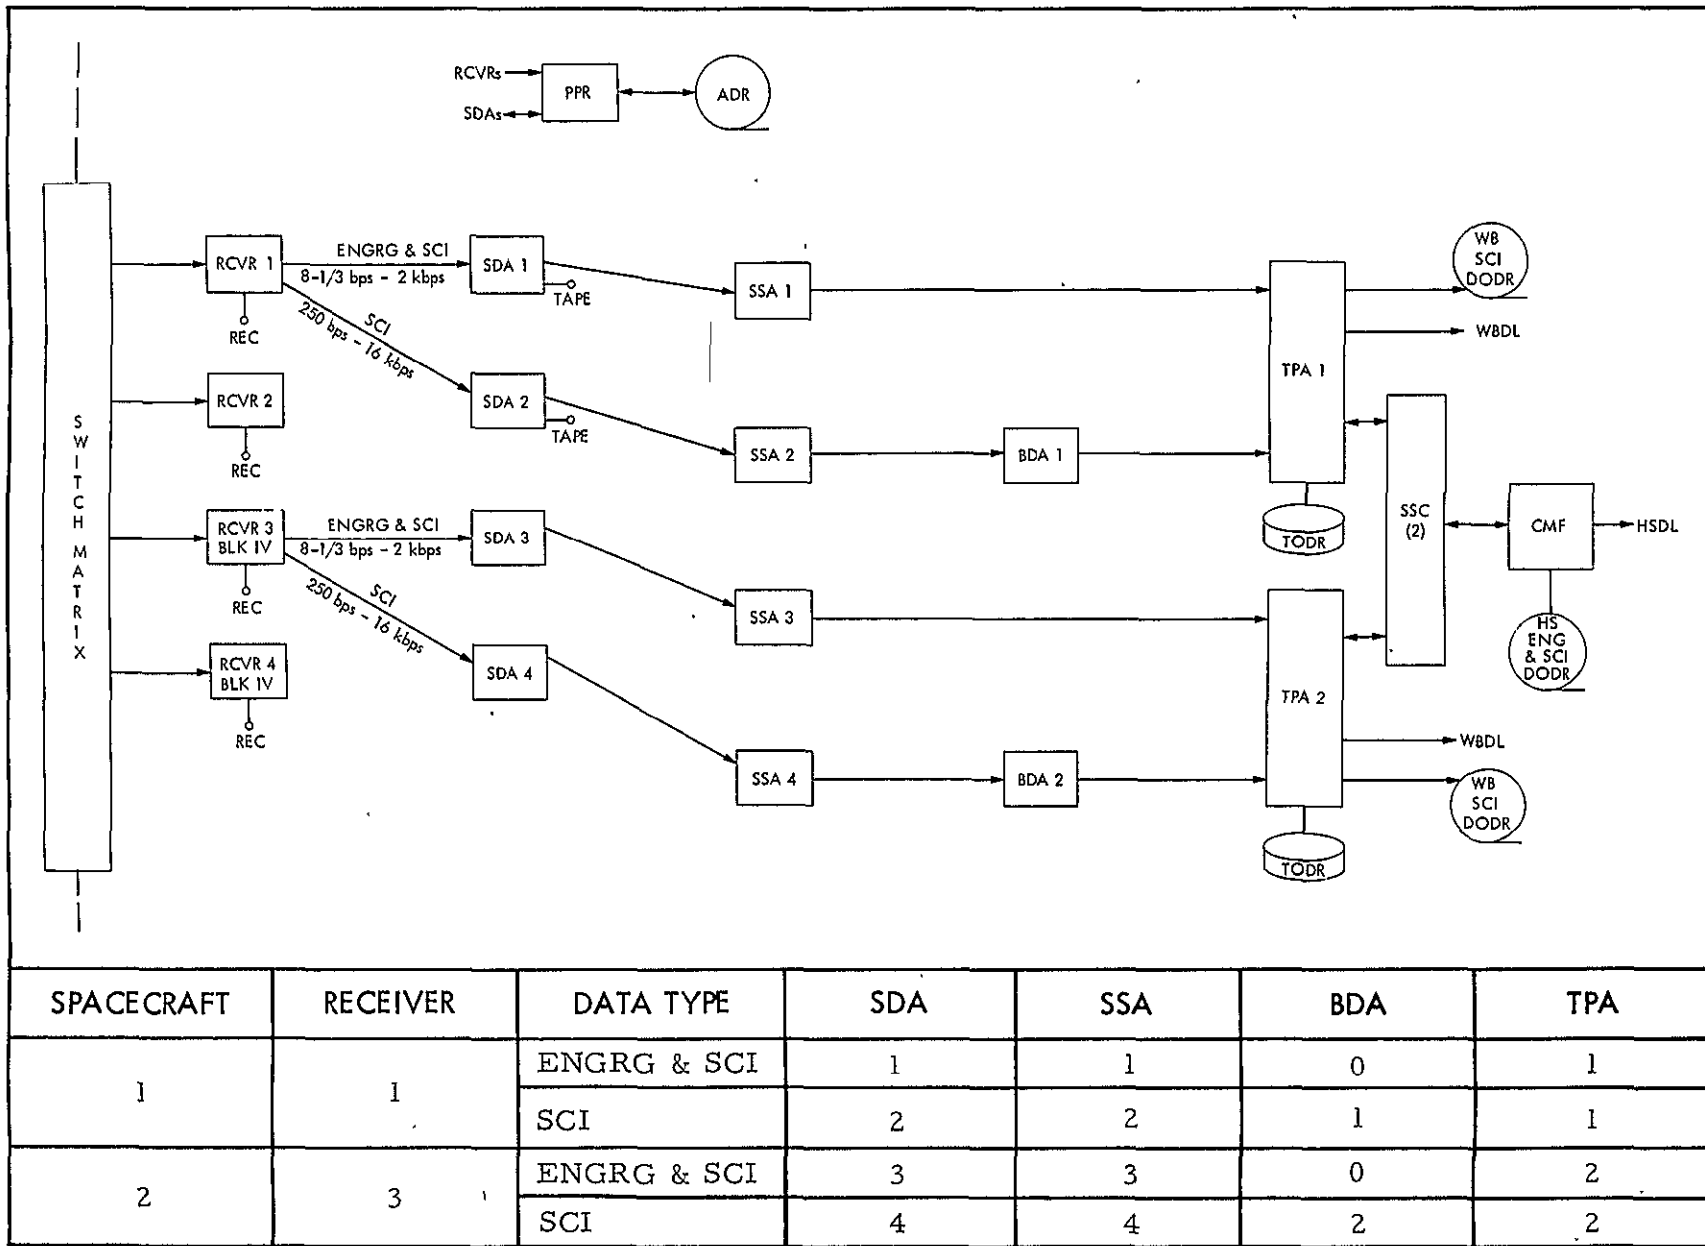 RCVRs
SDAs
PPR
ADR
SWITCH MATRIX
RCVR 1
REC
ENGRG & SCI
8-1/3 bps - 2 kbps
SCI
250 bps - 16 kbps
SDA 1
TAPE
SSA 1
RCVR 2
REC
SDA 2
TAPE
SSA 2
BDA 1
TPA 1
TODR
WB
SCI
DODR
WBDL
SSC
(2)
CMF
HSDL
HS
ENG
& SCI
DODR
RCVR 3
BLK IV
REC
ENGRG & SCI
8-1/3 bps - 2 kbps
SCI
250 bps - 16 kbps
SDA 3
SSA 3
RCVR 4
BLK IV
REC
SDA 4
SSA 4
BDA 2
TPA 2
TODR
WBDL
WB
SCI
DODR
SPACECRAFT RECEIVER DATA TYPE SDA SSA BDA TPA
1 1 ENGRG & SCI 1 1 0 1
SCI 2 2 1 1
2 3 ENGRG & SCI 3 3 0 2
SCI 4 4 2 2